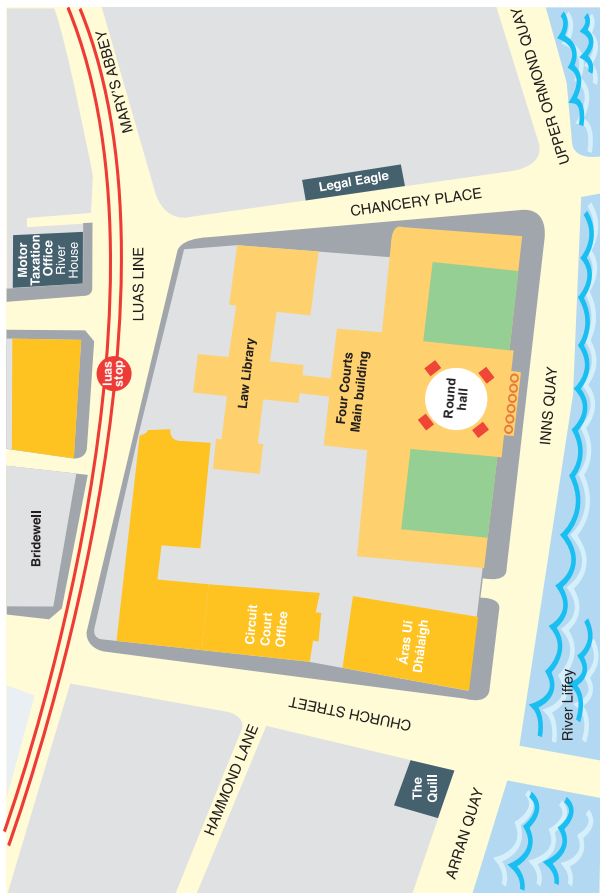 MARY'S ABBEY
UPPER ORMOND QUAY
Legal Eagle
CHANCERY PLACE
Motor
Taxation
Office
River
House
LUAS LINE
luas
stop
Law Library
Four Courts
Main building
Round
hall
INNS QUAY
Bridewell
Circuit
Court
Office
Áras Uí
Dhálaigh
CHURCH STREET
River Liffey
HAMMOND LANE
The
Quill
ARRAN QUAY